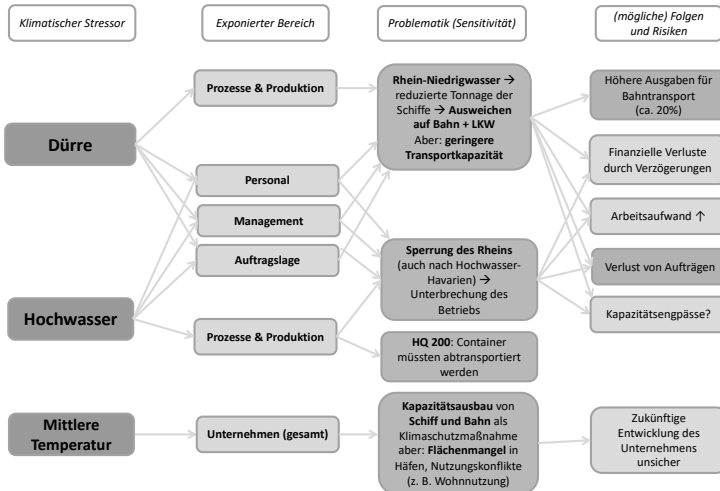 Klimatischer Stressor
Exponierter Bereich
Problematik (Sensitivität)
(mögliche) Folgen
und Risiken
Dürre
Hochwasser
Mittlere
Temperatur
Prozesse & Produktion
Personal
Management
Auftragslage
Prozesse & Produktion
Unternehmen (gesamt)
Rhein-Niedrigwasser →
reduzierte Tonnage der
Schiffe → Ausweichen
auf Bahn + LKW
Aber: geringere
Transportkapazität
Sperrung des Rheins
(auch nach Hochwasser-
Havarien) →
Unterbrechung des
Betriebs
HQ 200: Container
müssten abtransportiert
werden
Kapazitätsausbau von
Schiff und Bahn als
Klimaschutzmaßnahme
aber: Flächenmangel in
Häfen, Nutzungskonflikte
(z. B. Wohnnutzung)
Höhere Ausgaben für
Bahntransport
(ca. 20%)
Finanzielle Verluste
durch Verzögerungen
Arbeitsaufwand ↑
Verlust von Aufträgen
Kapazitätsengpässe?
Zukünftige
Entwicklung des
Unternehmens
unsicher